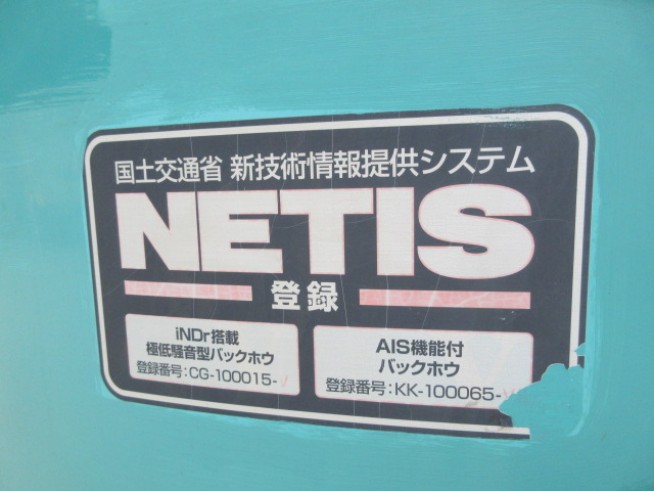 国土交通省 新技術情報提供システム
NETIS
登録
iNDr搭載
極低騒音型バックホウ
登録番号:CG-100015-V
AIS機能付
バックホウ
登録番号:KK-100065-